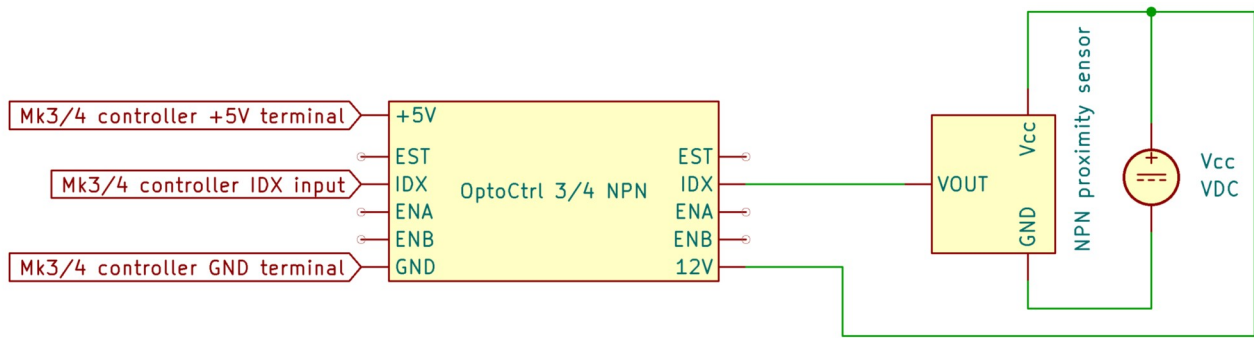 Mk3/4 controller +5V terminal
Mk3/4 controller IDX input
Mk3/4 controller GND terminal
+5V
EST
IDX
ENA
ENB
GND
OptoCtrl 3/4 NPN
EST
IDX
ENA
ENB
12V
VOUT
Vcc
GND
NPN proximity sensor
+
Vcc
VDC